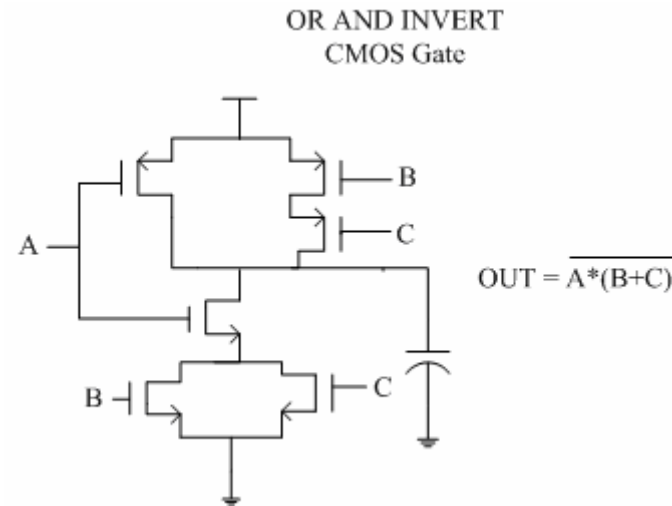 OR AND INVERT
CMOS Gate
B
C
A
OUT = A*(B+C)
B
C